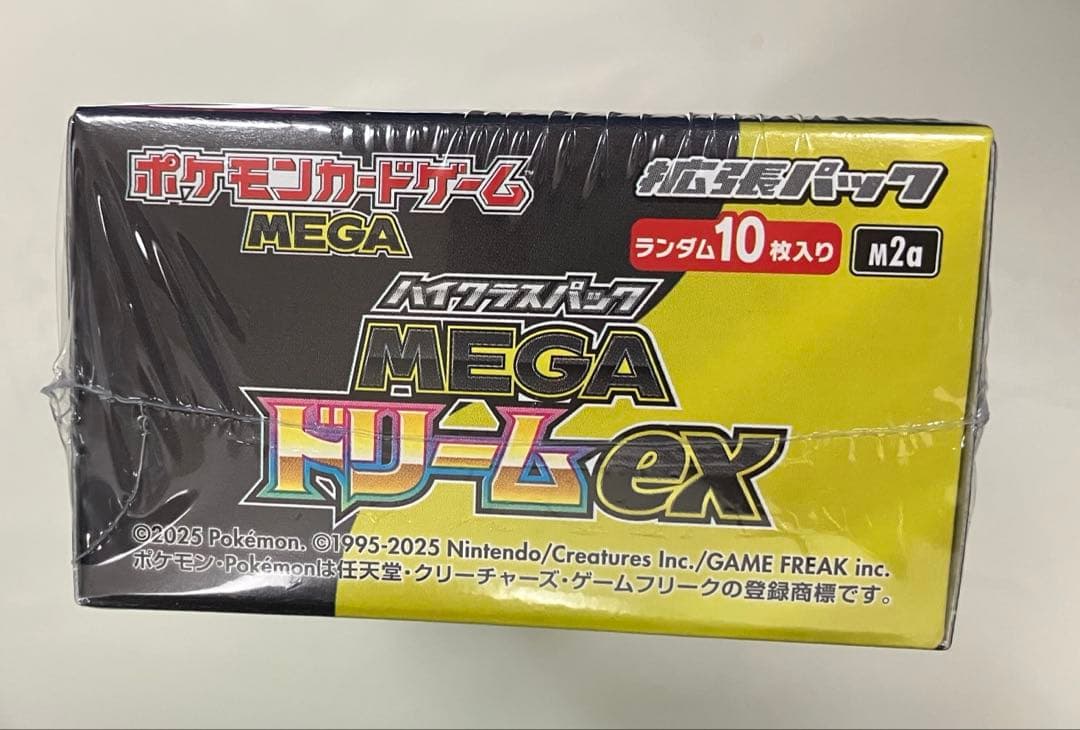 ポケモンカードゲーム
MEGA
拡張パック
ランダム10枚入り
M2a
ハイクラスパック
MEGA
ドリームex
©2025 Pokémon. ©1995-2025 Nintendo/Creatures Inc./GAME FREAK inc.
ポケモン・Pokémonは任天堂・クリーチャーズ・ゲームフリークの登録商標です。